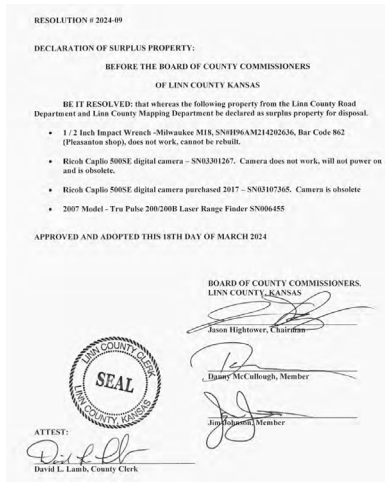 RESOLUTION # 2024-09
DECLARATION OF SURPLUS PROPERTY:
BEFORE THE BOARD OF COUNTY COMMISSIONERS
OF LINN COUNTY KANSAS
BE IT RESOLVED: that whereas the following property from the Linn County Road
Department and Linn County Mapping Department be declared as surplus property for disposal.
• 1 / 2 Inch Impact Wrench -Milwaukee M18, SN#H96AM214202636, Bar Code 862
(Pleasanton shop), does not work, cannot be rebuilt.
• Ricoh Caplio 500SE digital camera – SN03301267. Camera does not work, will not power on
and is obsolete.
• Ricoh Caplio 500SE digital camera purchased 2017 – SN03107365. Camera is obsolete
• 2007 Model - Tru Pulse 200/200B Laser Range Finder SN006455
APPROVED AND ADOPTED THIS 18TH DAY OF MARCH 2024
BOARD OF COUNTY COMMISSIONERS.
LINN COUNTY, KANSAS
Jason Hightower, Chairman
Danny McCullough, Member
Jim Johnson, Member
LINN COUNTY CLERK
SEAL
LINN COUNTY, KANSAS
ATTEST:
David L. Lamb, County Clerk